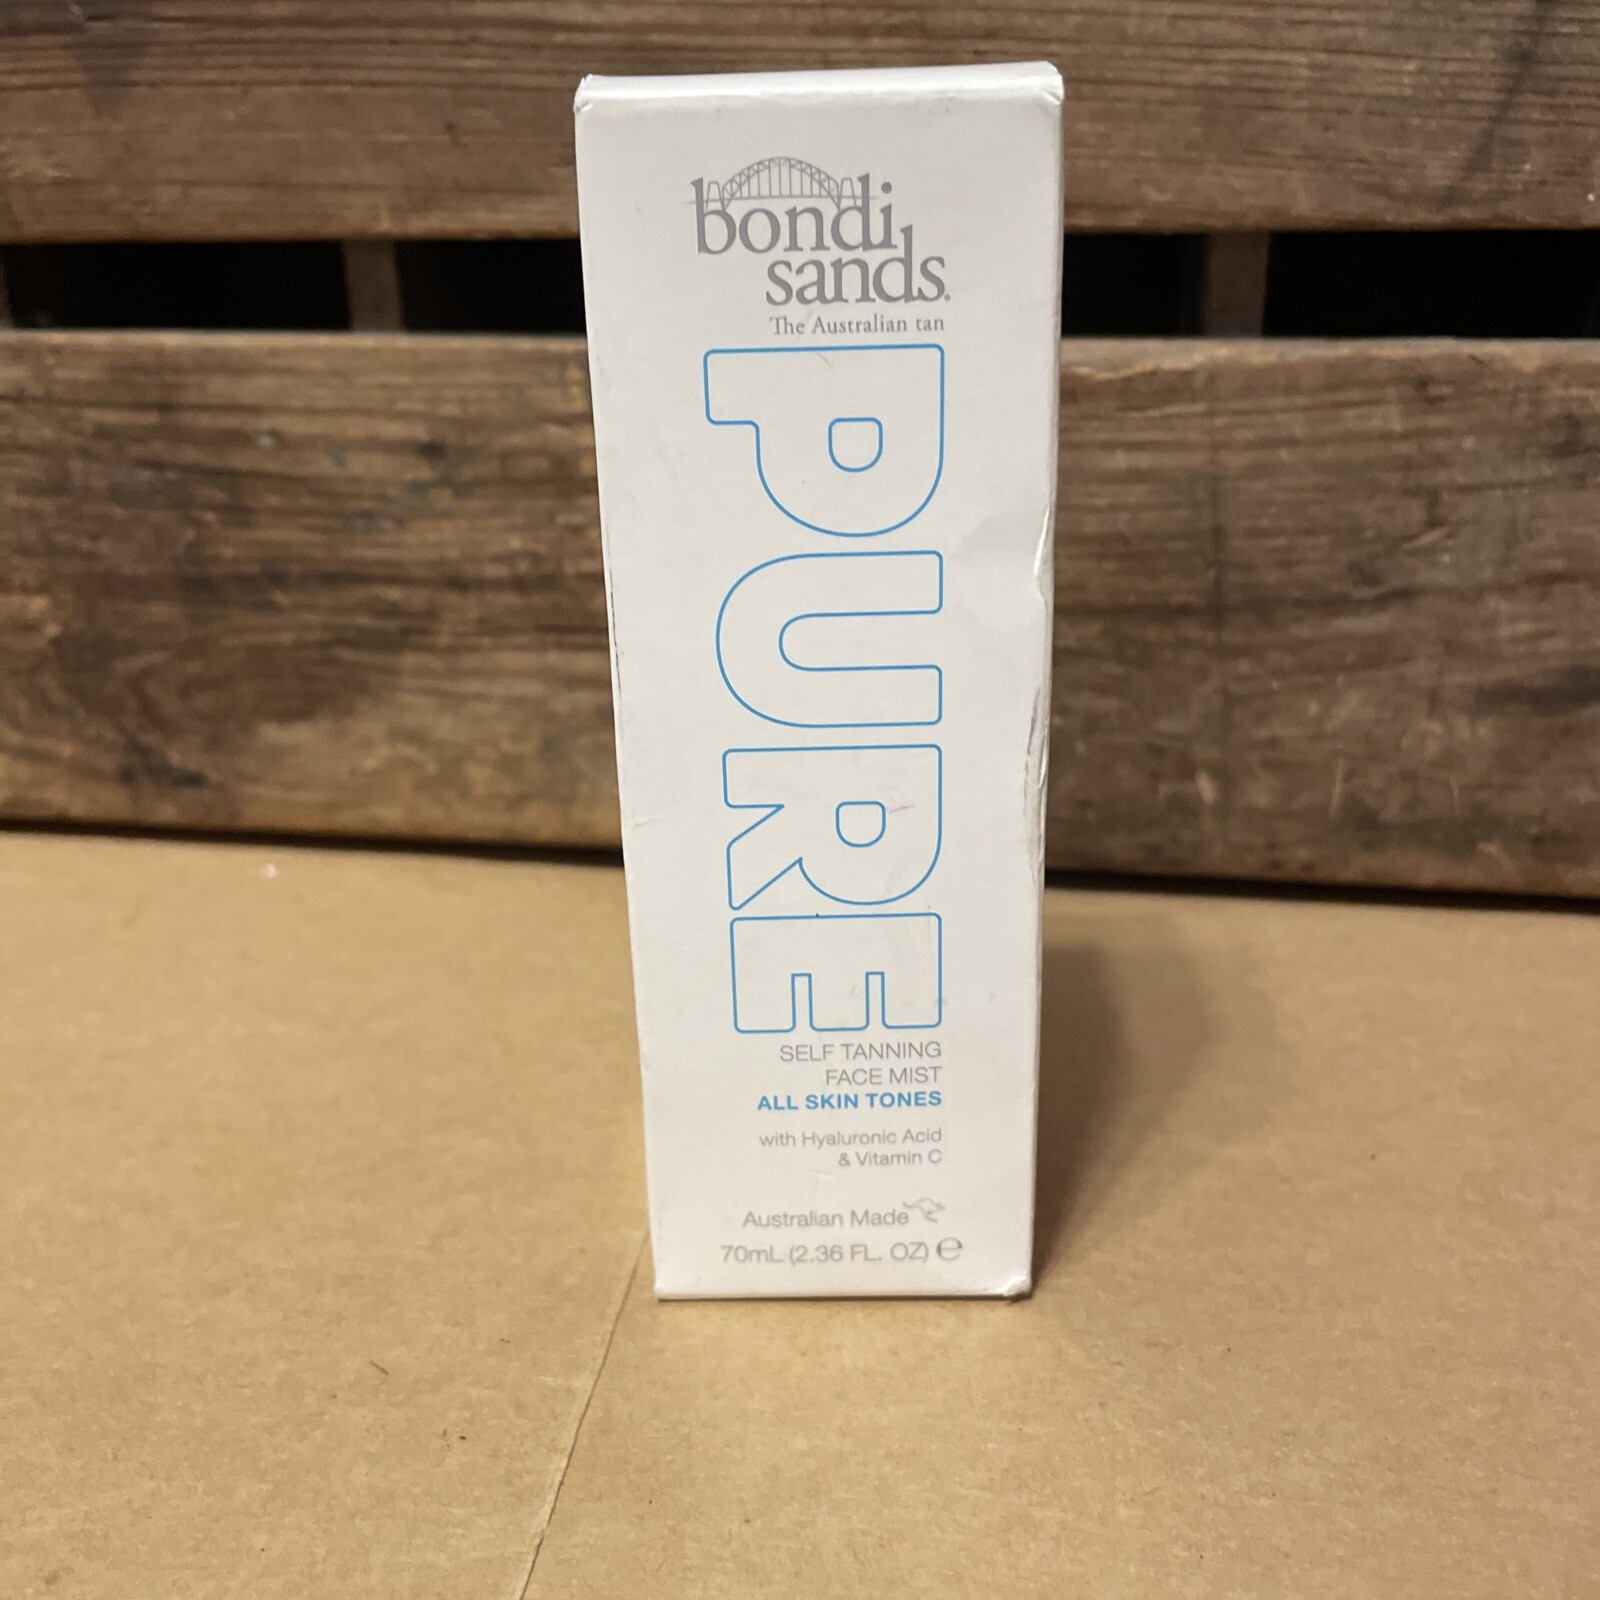 bondi
sands.
The Australian tan
PURE
SELF TANNING
FACE MIST
ALL SKIN TONES
with Hyaluronic Acid
& Vitamin C
Australian Made
70mL (2.36 FL. OZ) e